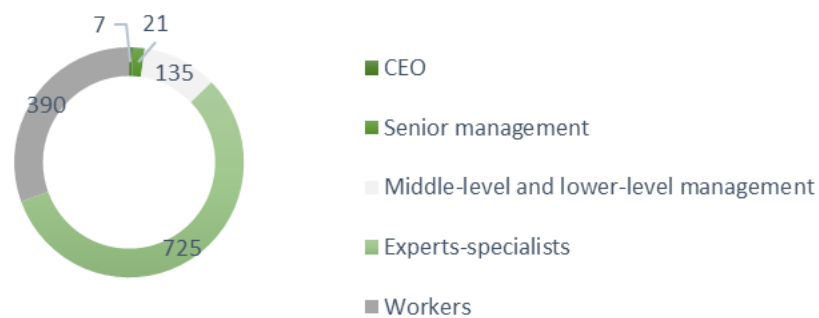 7
21
135
390
725
CEO
Senior management
Middle-level and lower-level management
Experts-specialists
Workers